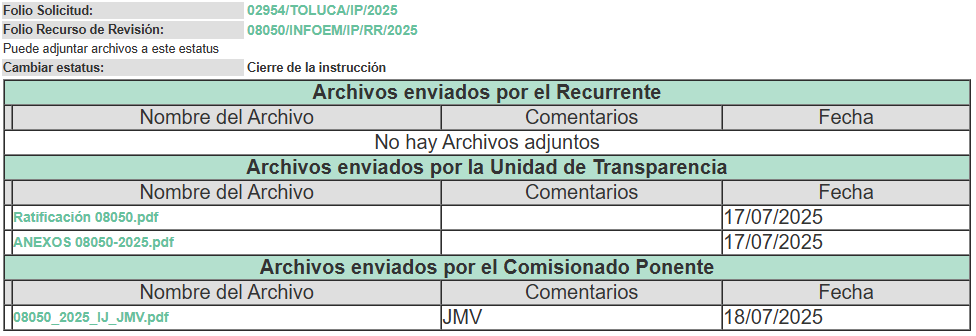 Folio Solicitud: 02954/TOLUCA/IP/2025
Folio Recurso de Revisión: 08050/INFOEM/IP/RR/2025
Puede adjuntar archivos a este estatus
Cambiar estatus: Cierre de la instrucción
Archivos enviados por el Recurrente
Nombre del Archivo Comentarios Fecha
No hay Archivos adjuntos
Archivos enviados por la Unidad de Transparencia
Nombre del Archivo Comentarios Fecha
Ratificación 08050.pdf 17/07/2025
ANEXOS 08050-2025.pdf 17/07/2025
Archivos enviados por el Comisionado Ponente
Nombre del Archivo Comentarios Fecha
08050_2025_IJ_JMV.pdf JMV 18/07/2025